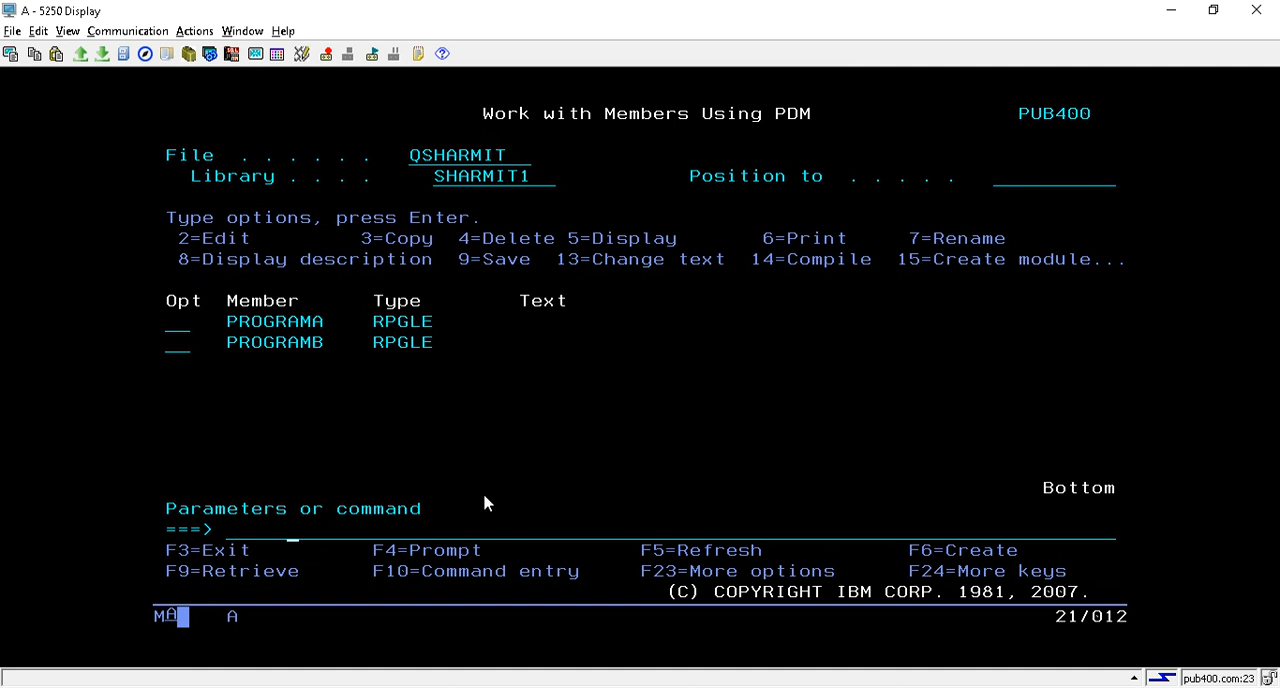 A - 5250 Display
File Edit View Communication Actions Window Help
Work with Members Using PDM PUB400
File . . . . . . QSHARMIT
Library . . . . SHARMIT1 Position to . . . . .
Type options, press Enter.
2=Edit 3=Copy 4=Delete 5=Display 6=Print 7=Rename
8=Display description 9=Save 13=Change text 14=Compile 15=Create module...
Opt Member Type Text
PROGRAMA RPGLE
PROGRAMB RPGLE
Bottom
Parameters or command
===>
F3=Exit F4=Prompt F5=Refresh F6=Create
F9=Retrieve F10=Command entry F23=More options F24=More keys
(C) COPYRIGHT IBM CORP. 1981, 2007.
MA A 21/012
pub400.com:23